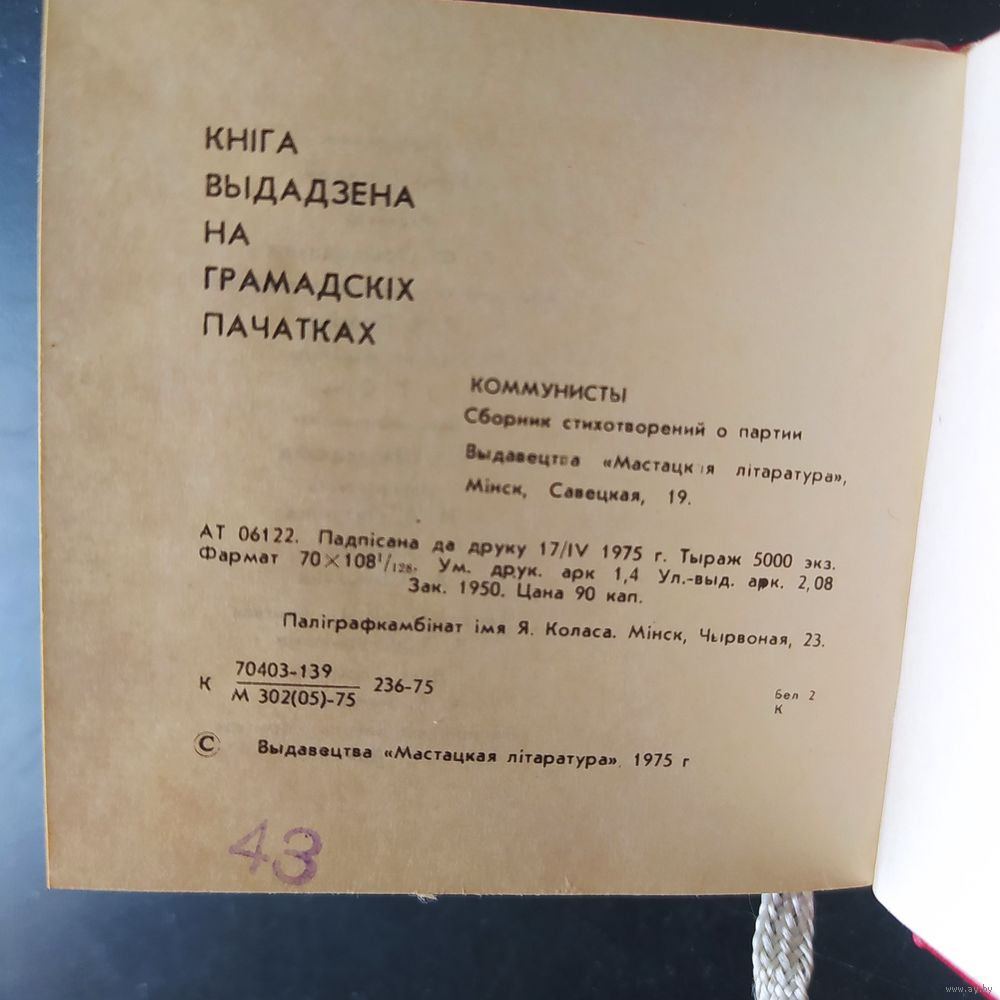 КНІГА
ВЫДАДЗЕНА
НА
ГРАМАДСКІХ
ПАЧАТКАХ
КОММУНИСТЫ
Сборник стихотворений о партии
Выдавецтва «Мастацкая літаратура»,
Мінск, Савецкая, 19.
АТ 06122. Падпісана да друку 17/IV 1975 г. Тыраж 5000 экз.
Фармат 70×108¹/₁₂₈. Ум. друк. арк 1,4 Ул.-выд. арк. 2,08
Зак. 1950. Цана 90 кап.
Паліграфкамбінат імя Я. Коласа. Мінск, Чырвоная, 23.
К 70403-139
М 302(05)-75 236-75
Бел 2
К
© Выдавецтва «Мастацкая літаратура». 1975 г
43
www.ay.by